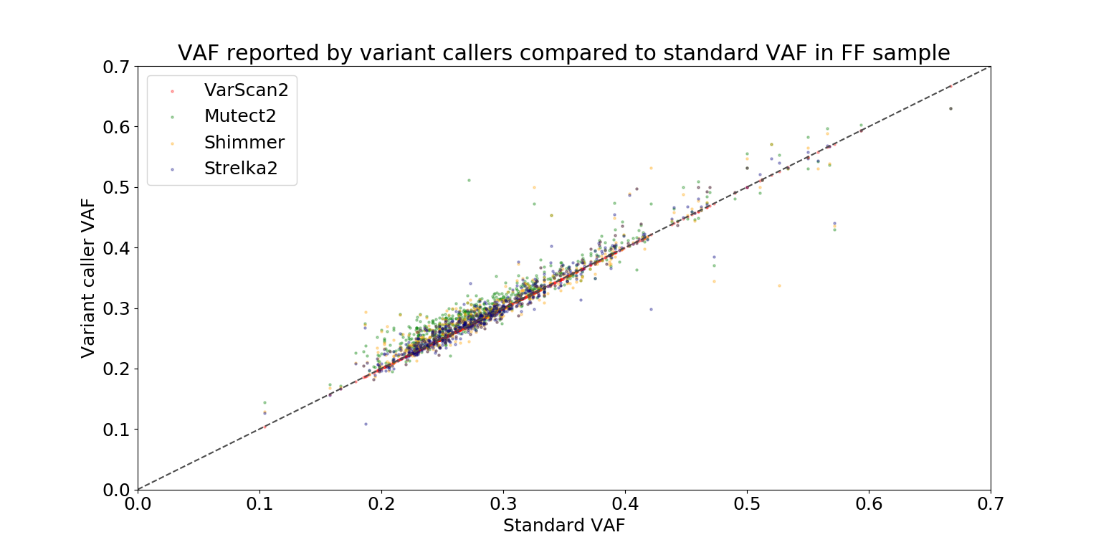 VAF reported by variant callers compared to standard VAF in FF sample
0.7
0.6
0.5
0.4
0.3
0.2
0.1
0.0
Variant caller VAF
VarScan2
Mutect2
Shimmer
Strelka2
0.0 0.1 0.2 0.3 0.4 0.5 0.6 0.7
Standard VAF